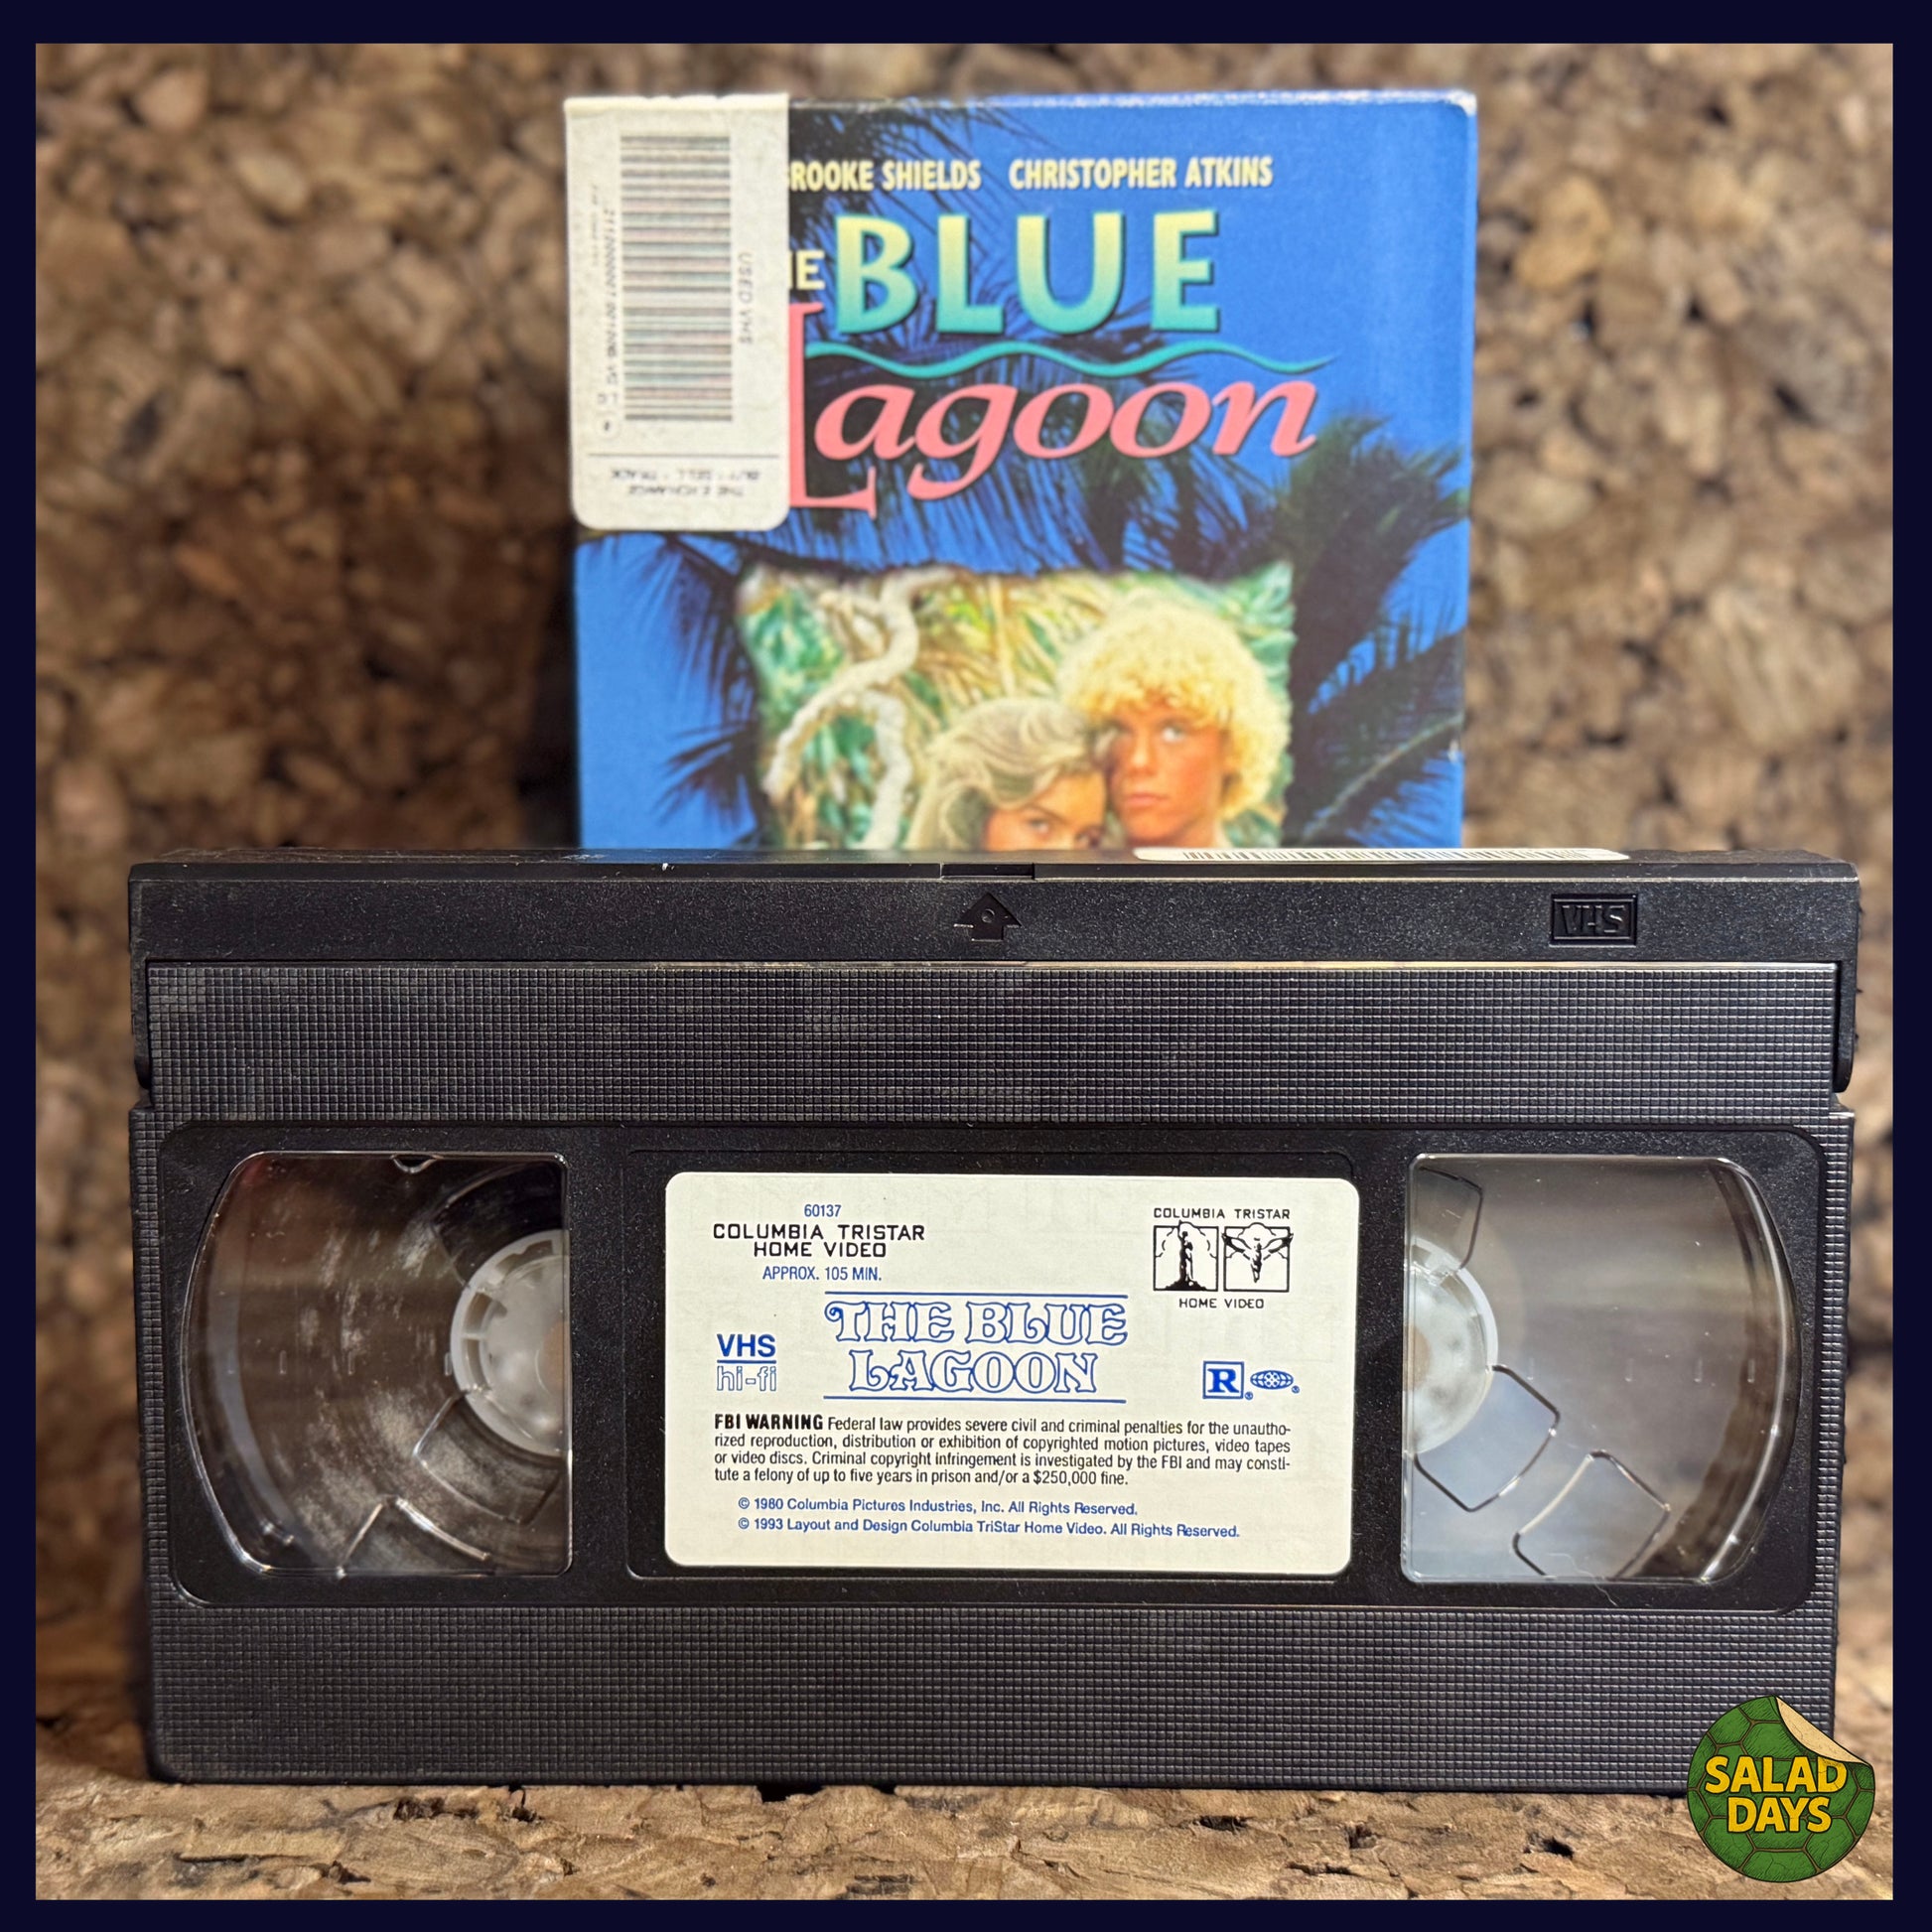 BROOKE SHIELDS CHRISTOPHER ATKINS
BLUE
Lagoon
USED VHS
THE EXCHANGE
BUY • SELL • TRADE
VHS
60137
COLUMBIA TRISTAR
HOME VIDEO
APPROX. 105 MIN.
COLUMBIA TRISTAR
HOME VIDEO
THE BLUE
LAGOON
VHS
hi-fi
R
FBI WARNING Federal law provides severe civil and criminal penalties for the unautho-
rized reproduction, distribution or exhibition of copyrighted motion pictures, video tapes
or video discs. Criminal copyright infringement is investigated by the FBI and may consti-
tute a felony of up to five years in prison and/or a $250,000 fine.
© 1980 Columbia Pictures Industries, Inc. All Rights Reserved.
© 1993 Layout and Design Columbia TriStar Home Video. All Rights Reserved.
SALAD
DAYS